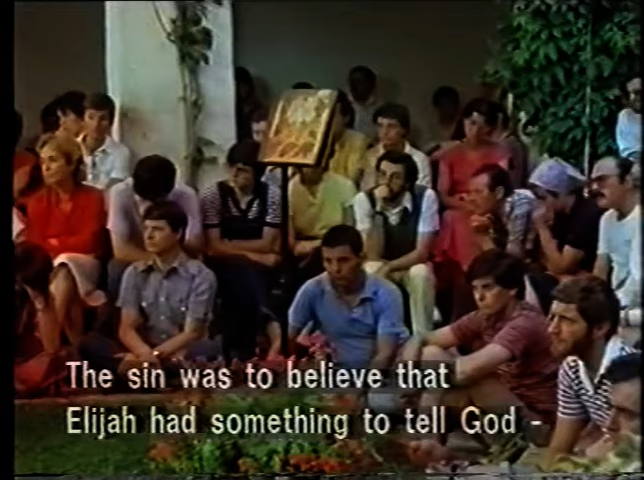 The sin was to believe that
Elijah had something to tell God -